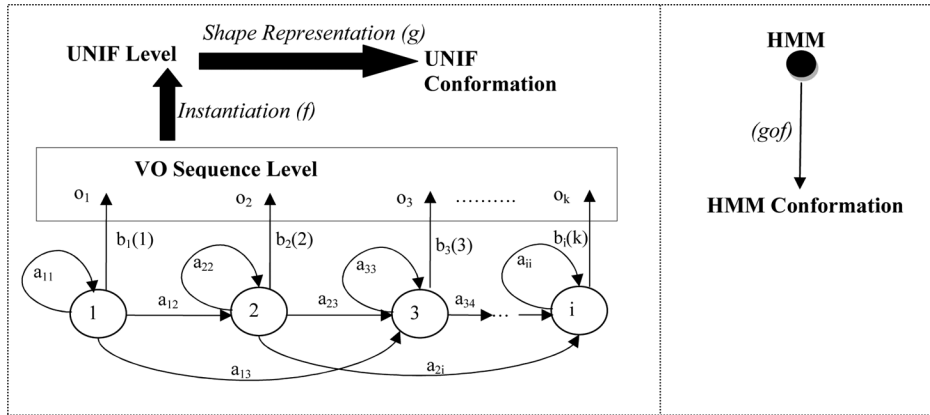 Shape Representation (g)
UNIF Level
UNIF
Conformation
Instantiation (f)
VO Sequence Level
o1 o2 o3 .......... ok
b1(1) b2(2) b3(3) bi(k)
a11 a22 a33 aii
1 a12 2 a23 3 a34 ... i
a13 a2i
HMM
(gof)
HMM Conformation